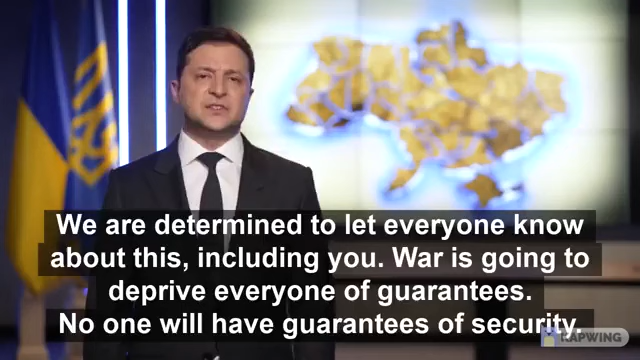 We are determined to let everyone know
about this, including you. War is going to
deprive everyone of guarantees.
No one will have guarantees of security.
KAPWING